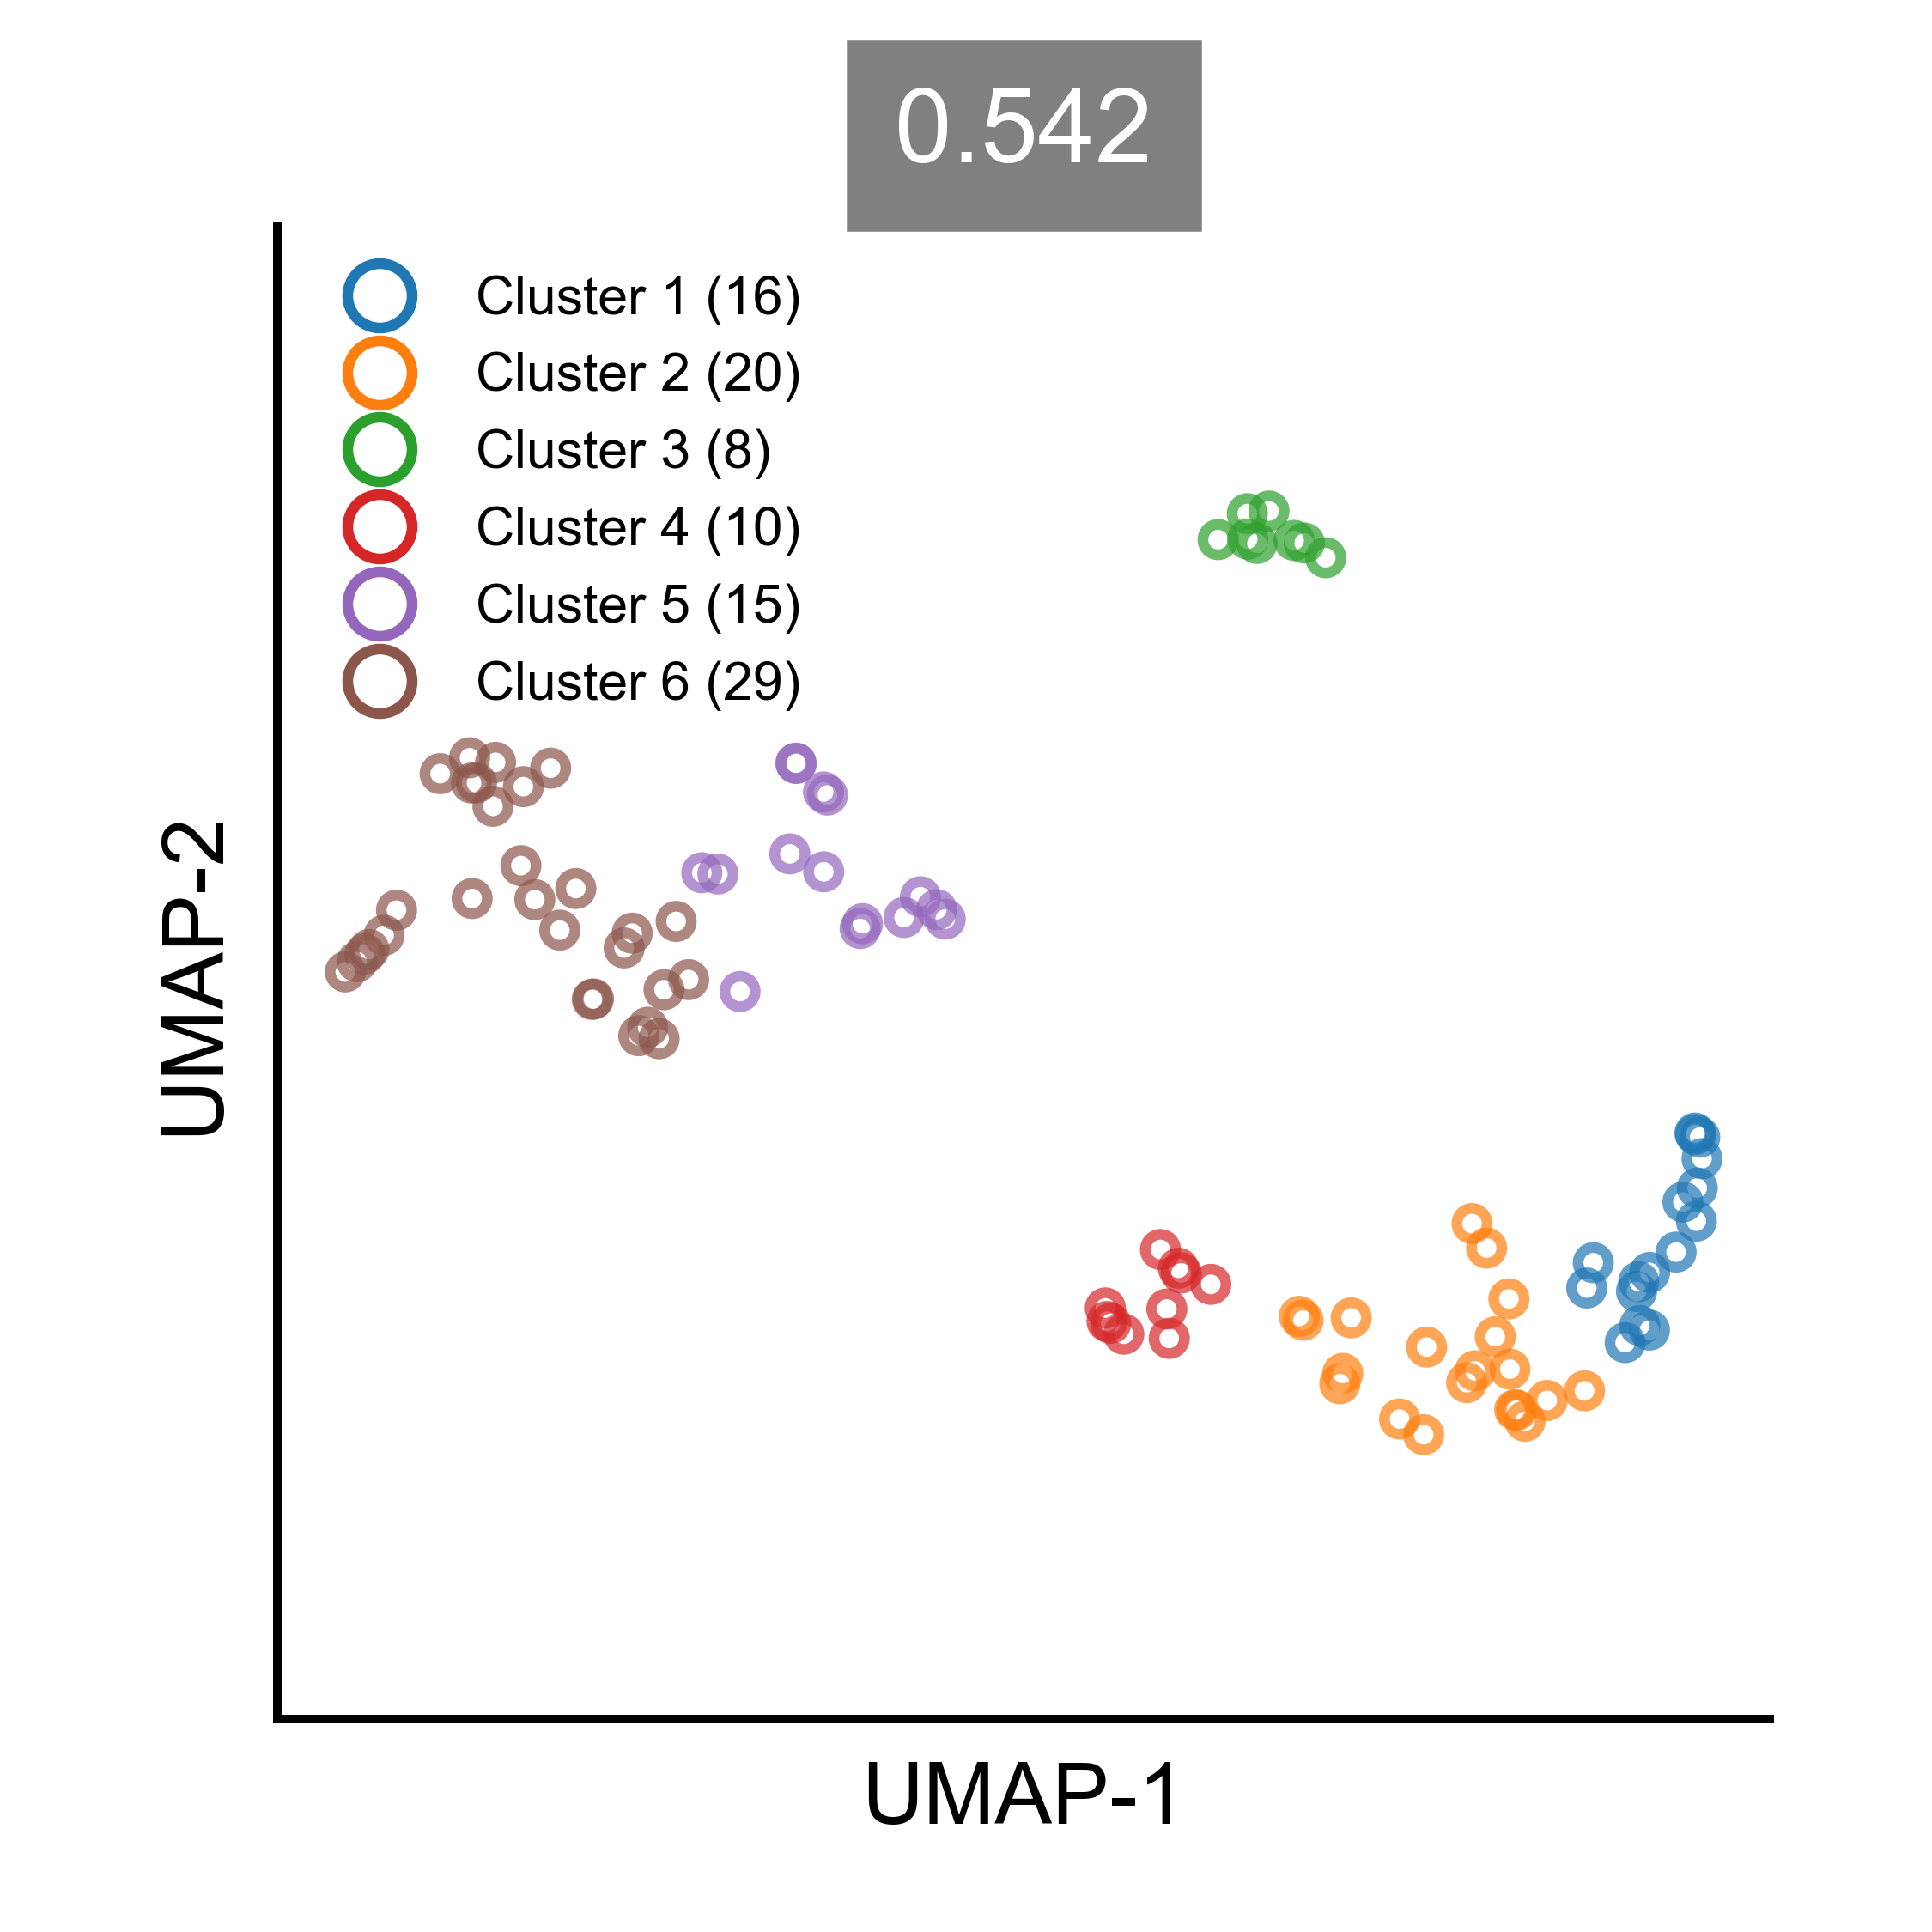 0.542
Cluster 1 (16)
Cluster 2 (20)
Cluster 3 (8)
Cluster 4 (10)
Cluster 5 (15)
Cluster 6 (29)
UMAP-2
UMAP-1